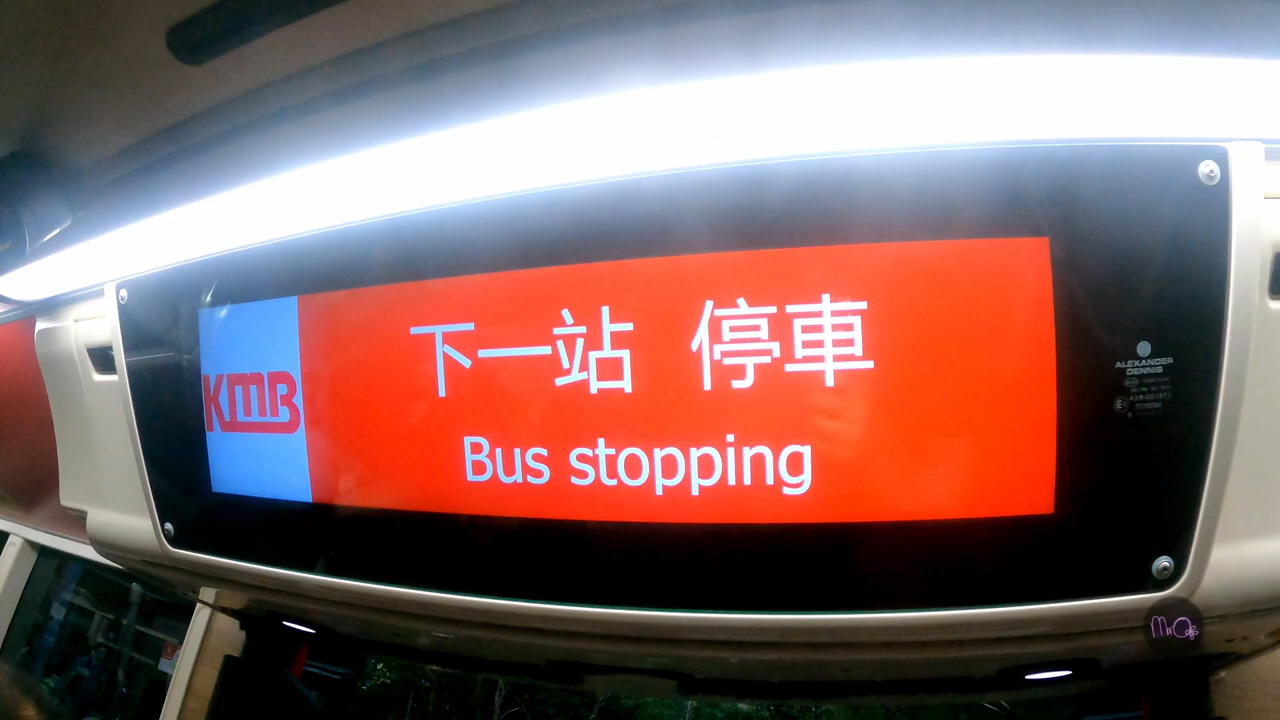 KMB
下一站 停車
Bus stopping
ALEXANDER
DENNIS